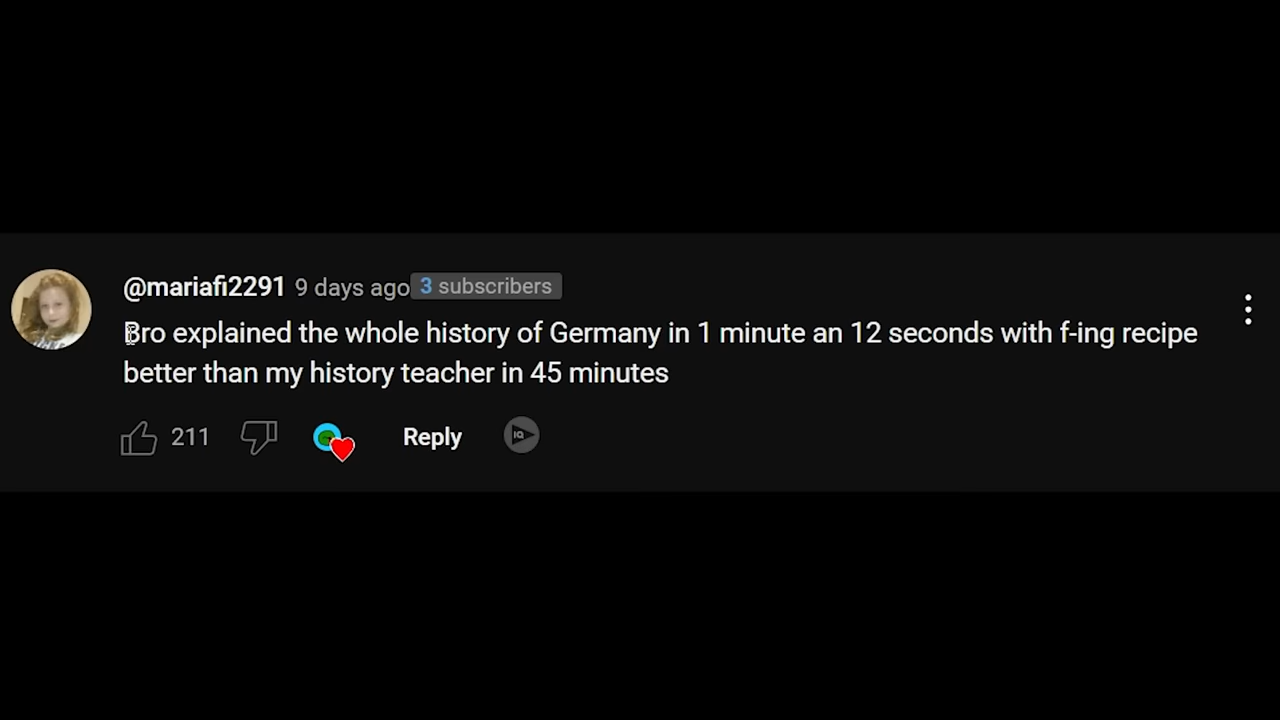 @mariafi2291 9 days ago 3 subscribers
Bro explained the whole history of Germany in 1 minute an 12 seconds with f-ing recipe
better than my history teacher in 45 minutes
211 Reply IQ